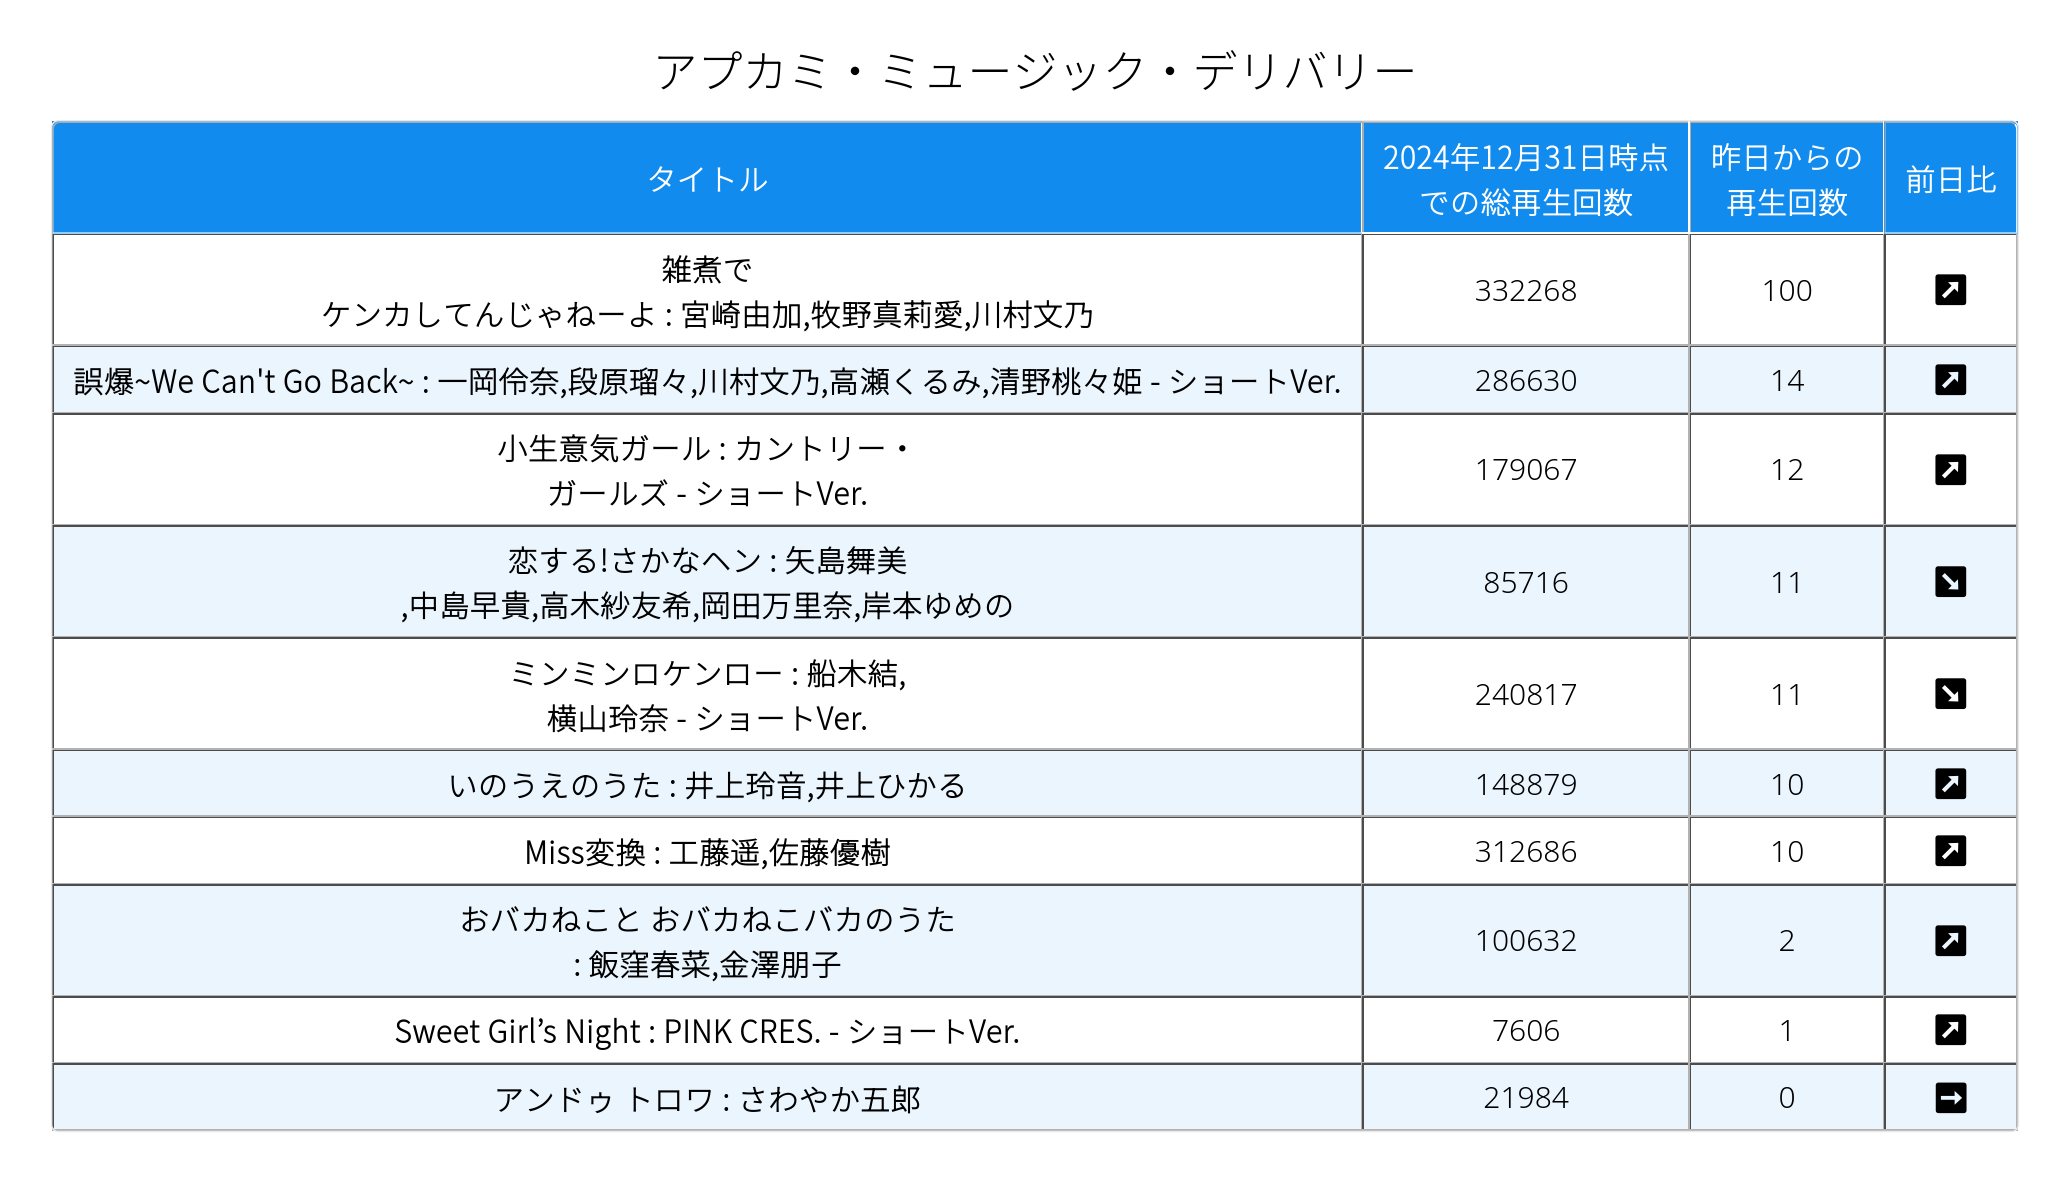 アプカミ・ミュージック・デリバリー
タイトル
2024年12月31日時点
での総再生回数
昨日からの
再生回数
前日比
雑煮で
ケンカしてんじゃねーよ : 宮崎由加,牧野真莉愛,川村文乃
332268
100
誤爆~We Can't Go Back~ : 一岡伶奈,段原瑠々,川村文乃,高瀬くるみ,清野桃々姫 - ショートVer.
286630
14
小生意気ガール : カントリー・
ガールズ - ショートVer.
179067
12
恋する!さかなヘン : 矢島舞美
,中島早貴,高木紗友希,岡田万里奈,岸本ゆめの
85716
11
ミンミンロケンロー : 船木結,
横山玲奈 - ショートVer.
240817
11
いのうえのうた : 井上玲音,井上ひかる
148879
10
Miss変換 : 工藤遥,佐藤優樹
312686
10
おバカねこと おバカねこバカのうた
: 飯窪春菜,金澤朋子
100632
2
Sweet Girl’s Night : PINK CRES. - ショートVer.
7606
1
アンドゥ トロワ : さわやか五郎
21984
0